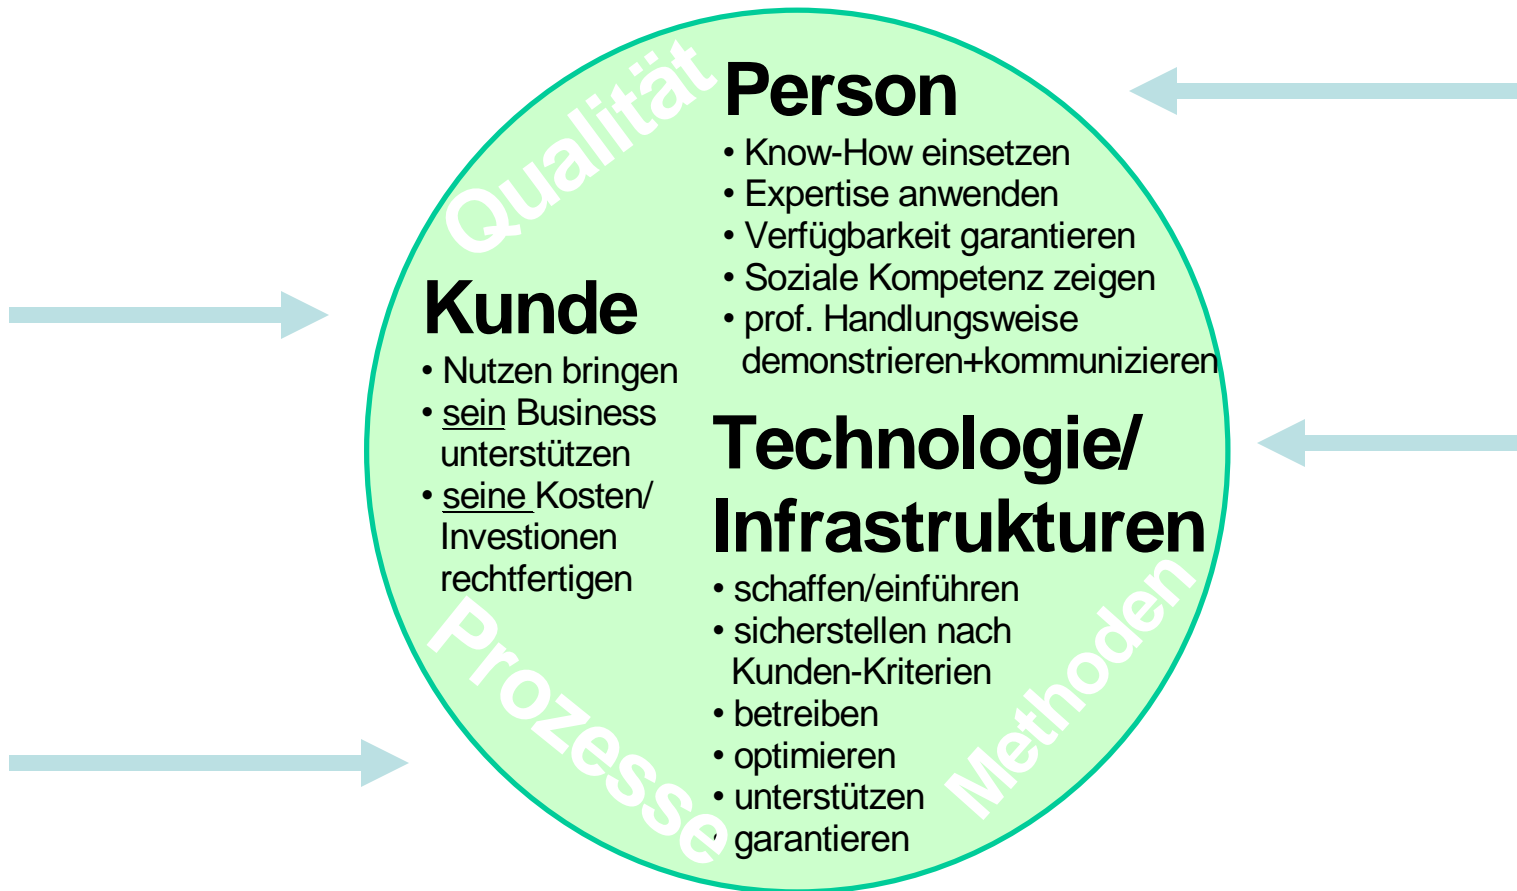 Qualität
Person
• Know-How einsetzen
• Expertise anwenden
• Verfügbarkeit garantieren
• Soziale Kompetenz zeigen
• prof. Handlungsweise
demonstrieren+kommunizieren
Kunde
• Nutzen bringen
• sein Business
unterstützen
• seine Kosten/
Investionen
rechtfertigen
Technologie/
Infrastrukturen
• schaffen/einführen
• sicherstellen nach
Kunden-Kriterien
• betreiben
• optimieren
• unterstützen
• garantieren
Prozesse
Methoden